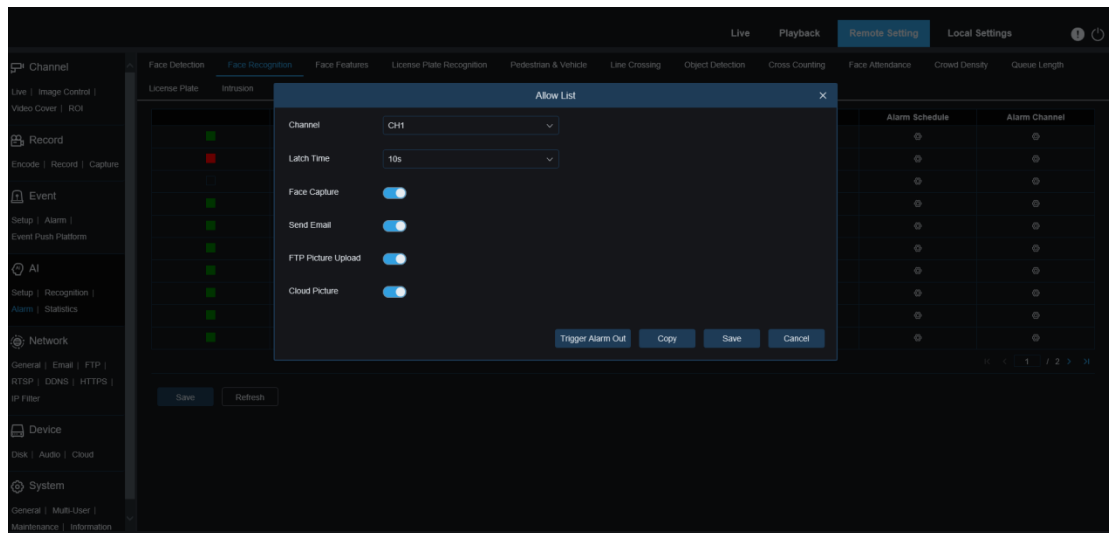 Live Playback Remote Setting Local Settings
Channel
Live | Image Control |
Video Cover | ROI
Record
Encode | Record | Capture
Event
Setup | Alarm |
Event Push Platform
AI
Setup | Recognition |
Alarm | Statistics
Network
General | Email | FTP |
RTSP | DDNS | HTTPS |
IP Filter
Device
Disk | Audio | Cloud
System
General | Multi-User |
Maintenance | Information
Face Detection Face Recognition Face Features License Plate Recognition Pedestrian & Vehicle Line Crossing Object Detection Cross Counting Face Attendance Crowd Density Queue Length
License Plate Intrusion
Alarm Schedule Alarm Channel
Allow List
Channel CH1
Latch Time 10s
Face Capture
Send Email
FTP Picture Upload
Cloud Picture
Trigger Alarm Out Copy Save Cancel
1 / 2
Save Refresh